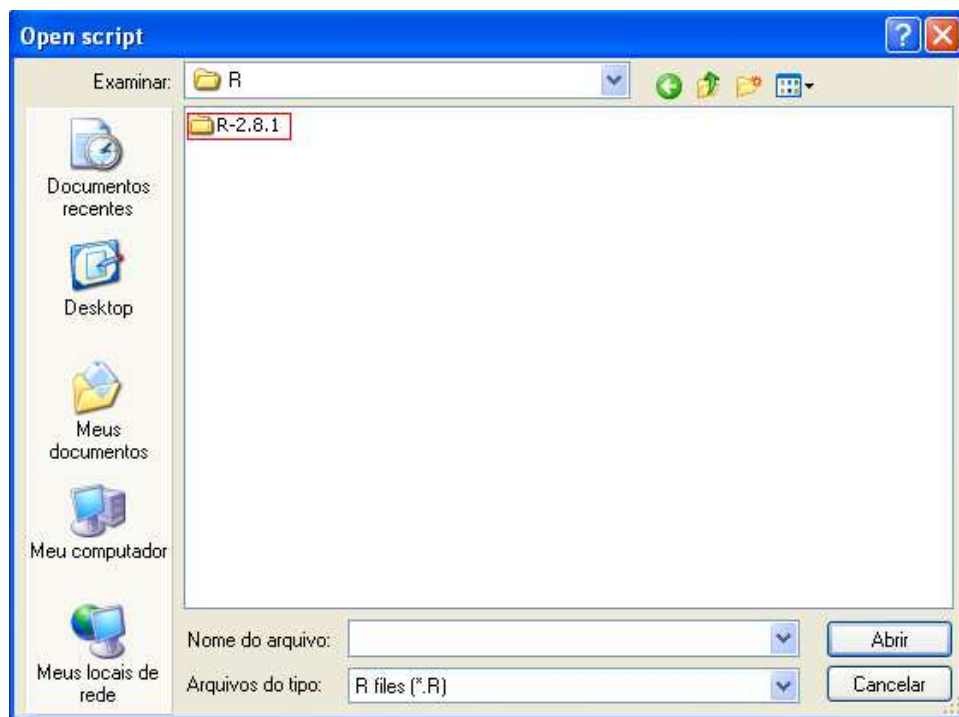 Open script
Examinar:
R
R-2.8.1
Documentos
recentes
Desktop
Meus
documentos
Meu computador
Meus locais de
rede
Nome do arquivo:
Abrir
Arquivos do tipo:
R files (*.R)
Cancelar